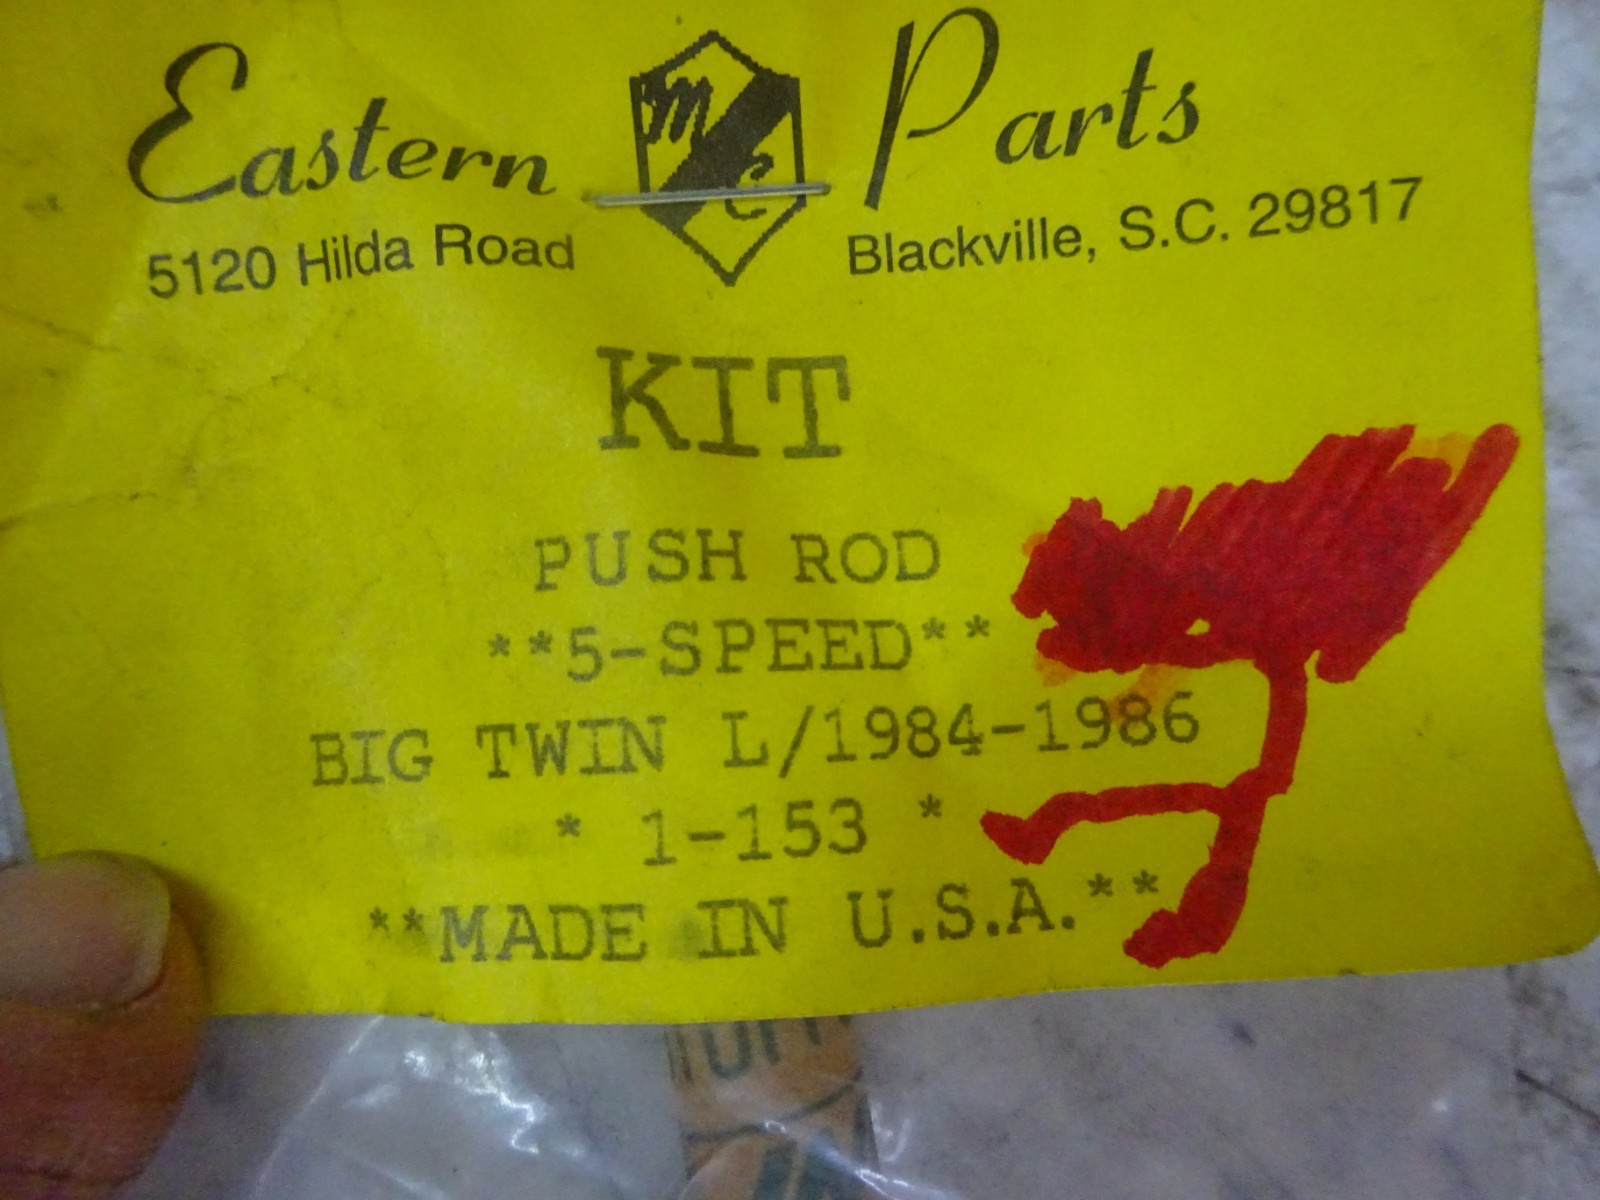 Eastern MC Parts
5120 Hilda Road Blackville, S.C. 29817
KIT
PUSH ROD
**5-SPEED**
BIG TWIN L/1984-1986
* 1-153 *
**MADE IN U.S.A.**